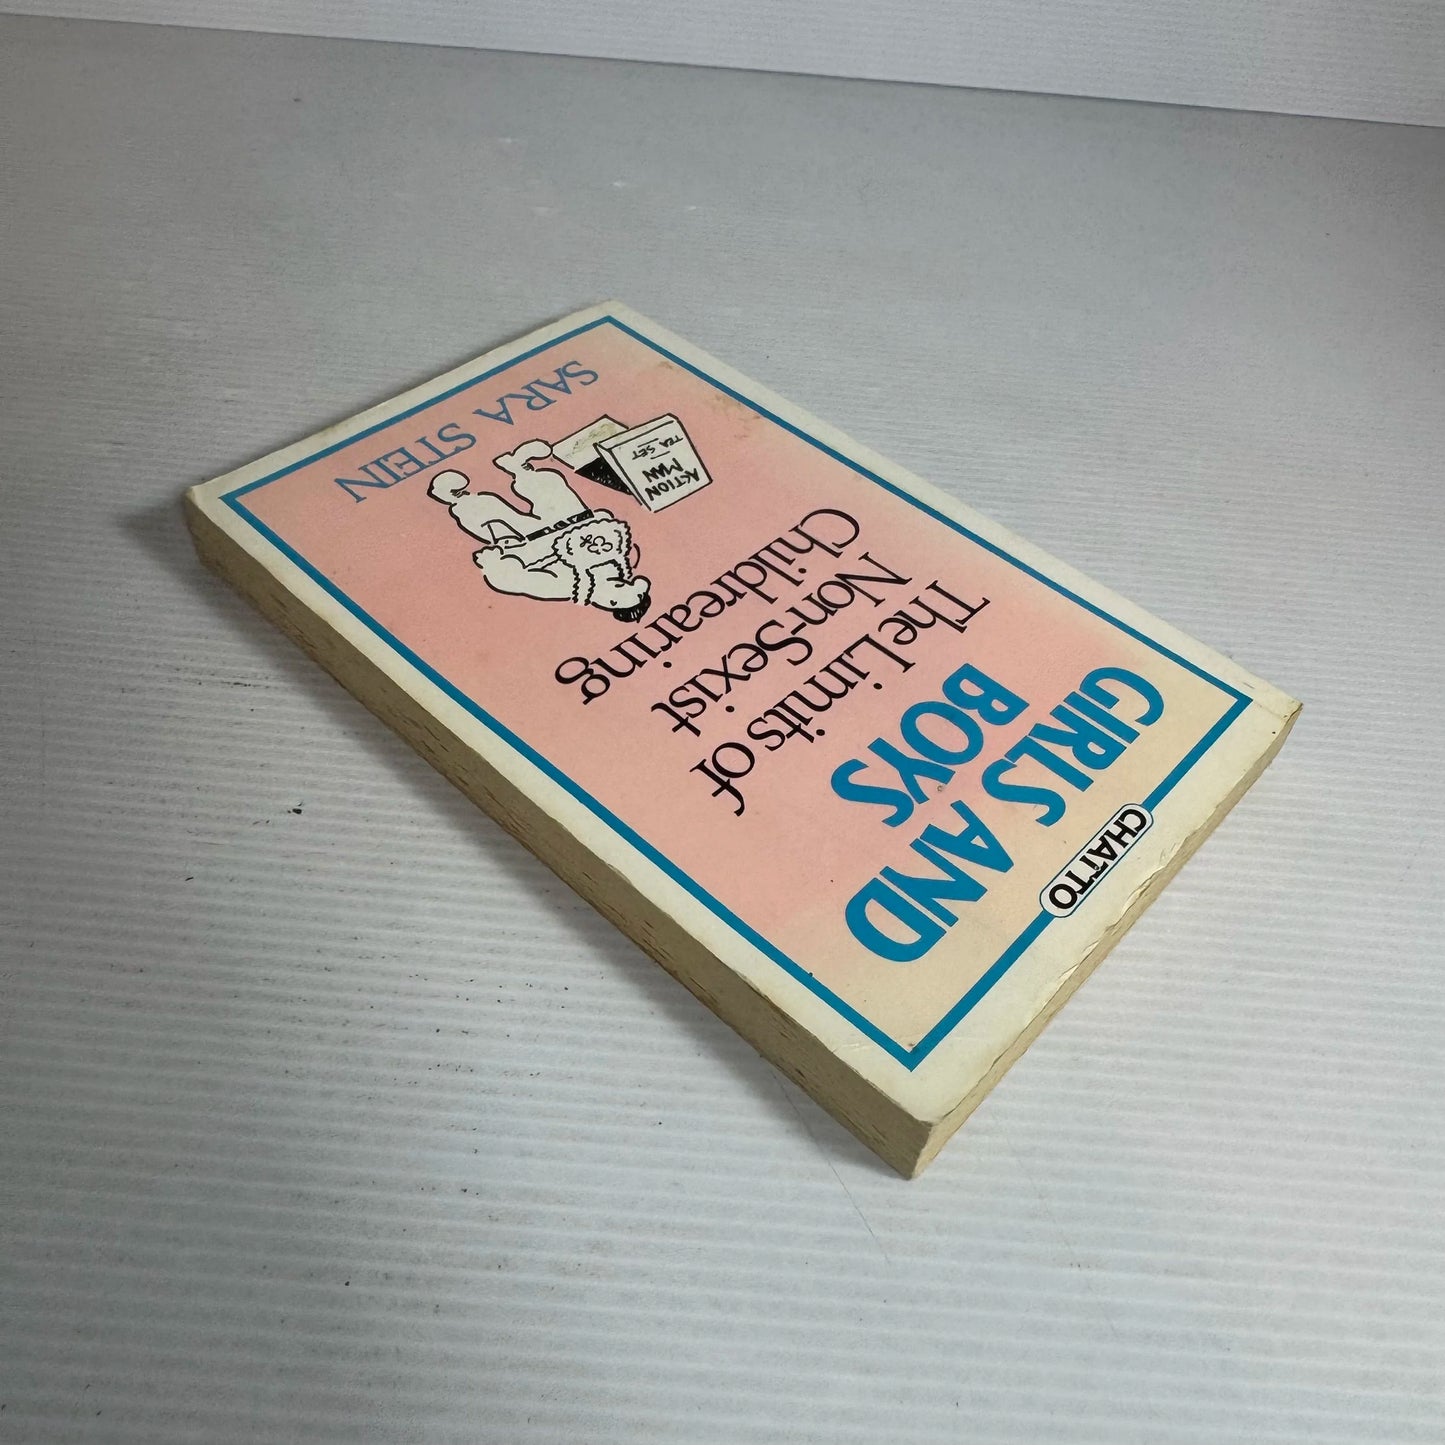 CHATTO
GIRLS AND
BOYS
The Limits of
Non-Sexist
Childrearing
ACTION
MAN
TEA SET
SARA STEIN